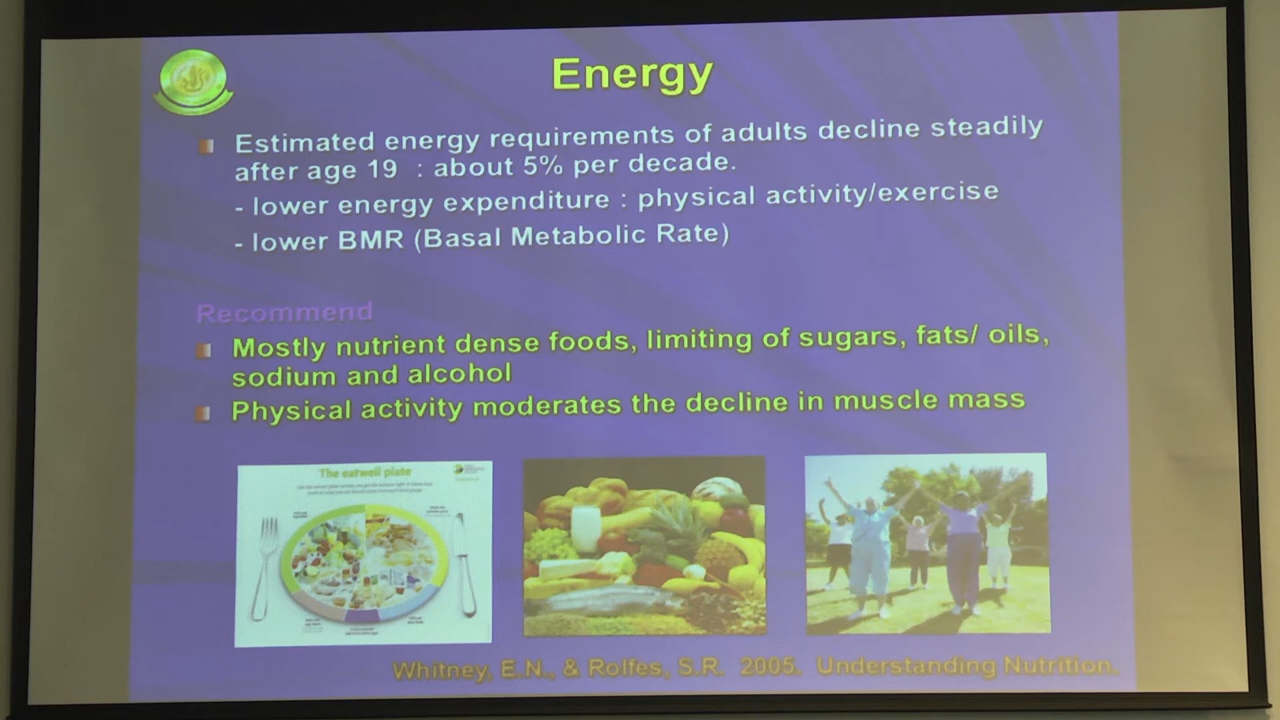 Energy
Estimated energy requirements of adults decline steadily
after age 19 : about 5% per decade.
- lower energy expenditure : physical activity/exercise
- lower BMR (Basal Metabolic Rate)
Recommend
Mostly nutrient dense foods, limiting of sugars, fats/ oils,
sodium and alcohol
Physical activity moderates the decline in muscle mass
The eatwell plate
Whitney, E.N., & Rolfes, S.R. 2005. Understanding Nutrition.